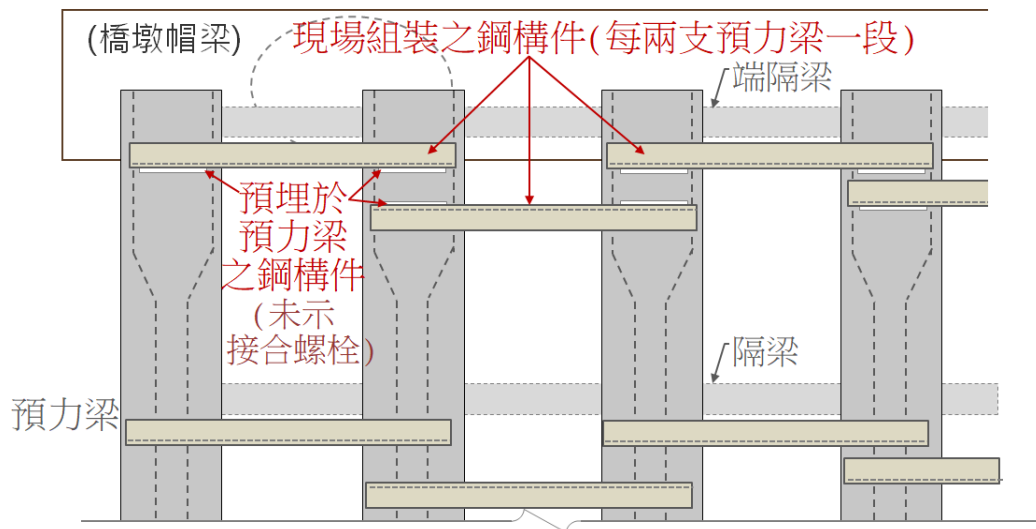 (橋墩帽梁)
現場組裝之鋼構件(每兩支預力梁一段)
端隔梁
預埋於
預力梁
之鋼構件
(未示
接合螺栓)
隔梁
預力梁